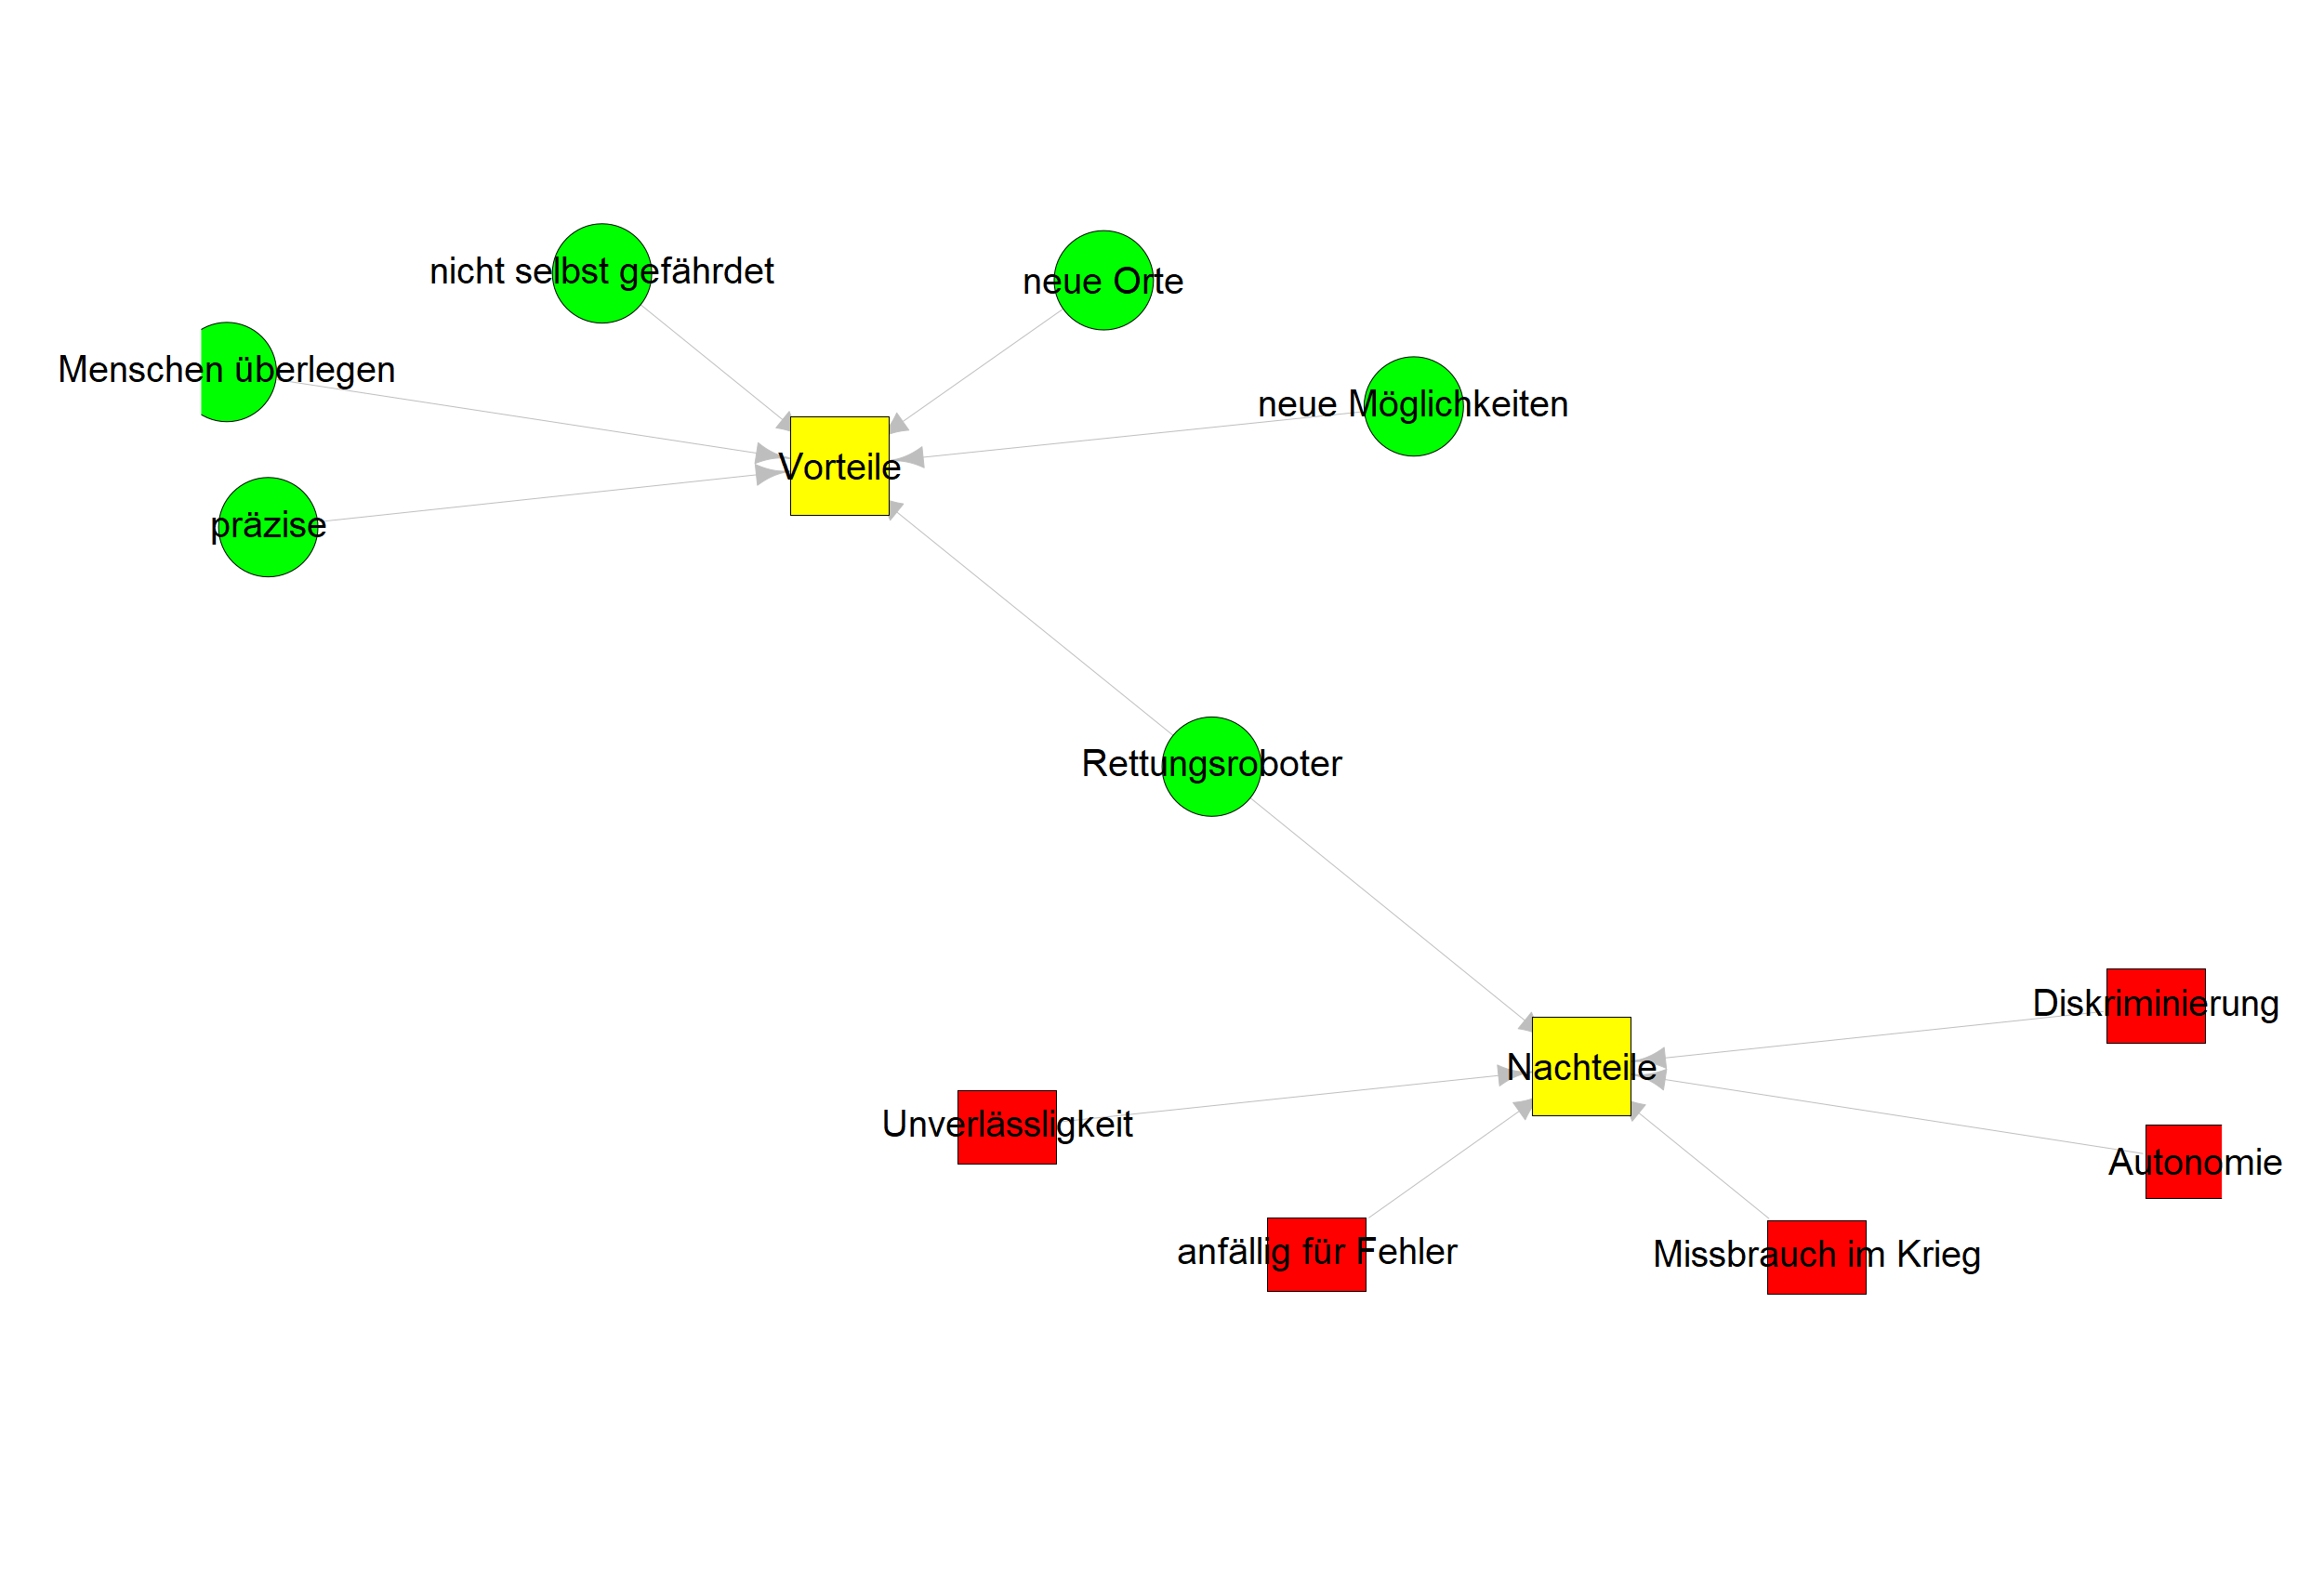 nicht selbst gefährdet
neue Orte
Menschen überlegen
neue Möglichkeiten
Vorteile
präzise
Rettungsroboter
Diskriminierung
Nachteile
Unverlässligkeit
Autonomie
anfällig für Fehler
Missbrauch im Krieg